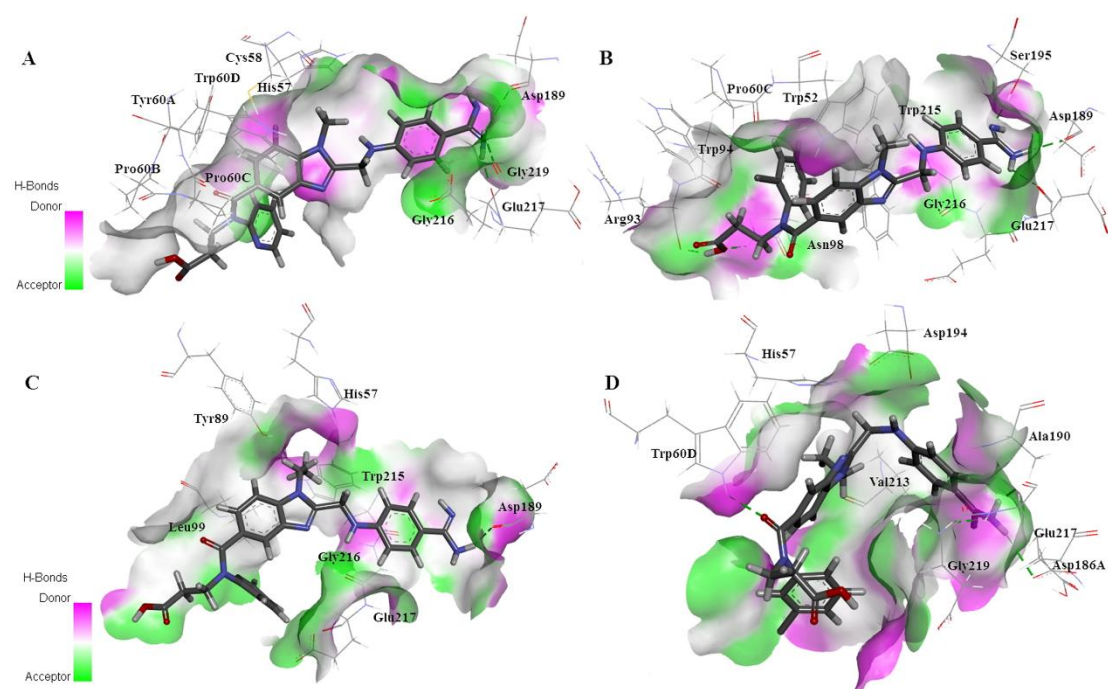 A
Cys58
Trp60D
His57
Tyr60A
Asp189
Pro60B
Pro60C
Gly219
Gly216
Glu217
H-Bonds
Donor
Acceptor
B
Ser195
Pro60C
Trp52
Trp215
Asp189
Trp94
Arg93
Gly216
Glu217
Asn98
C
His57
Tyr89
Trp215
Leu99
Asp189
Gly216
Glu217
H-Bonds
Donor
Acceptor
D
Asp194
His57
Ala190
Trp60D
Val213
Glu217
Gly219
Asp186A